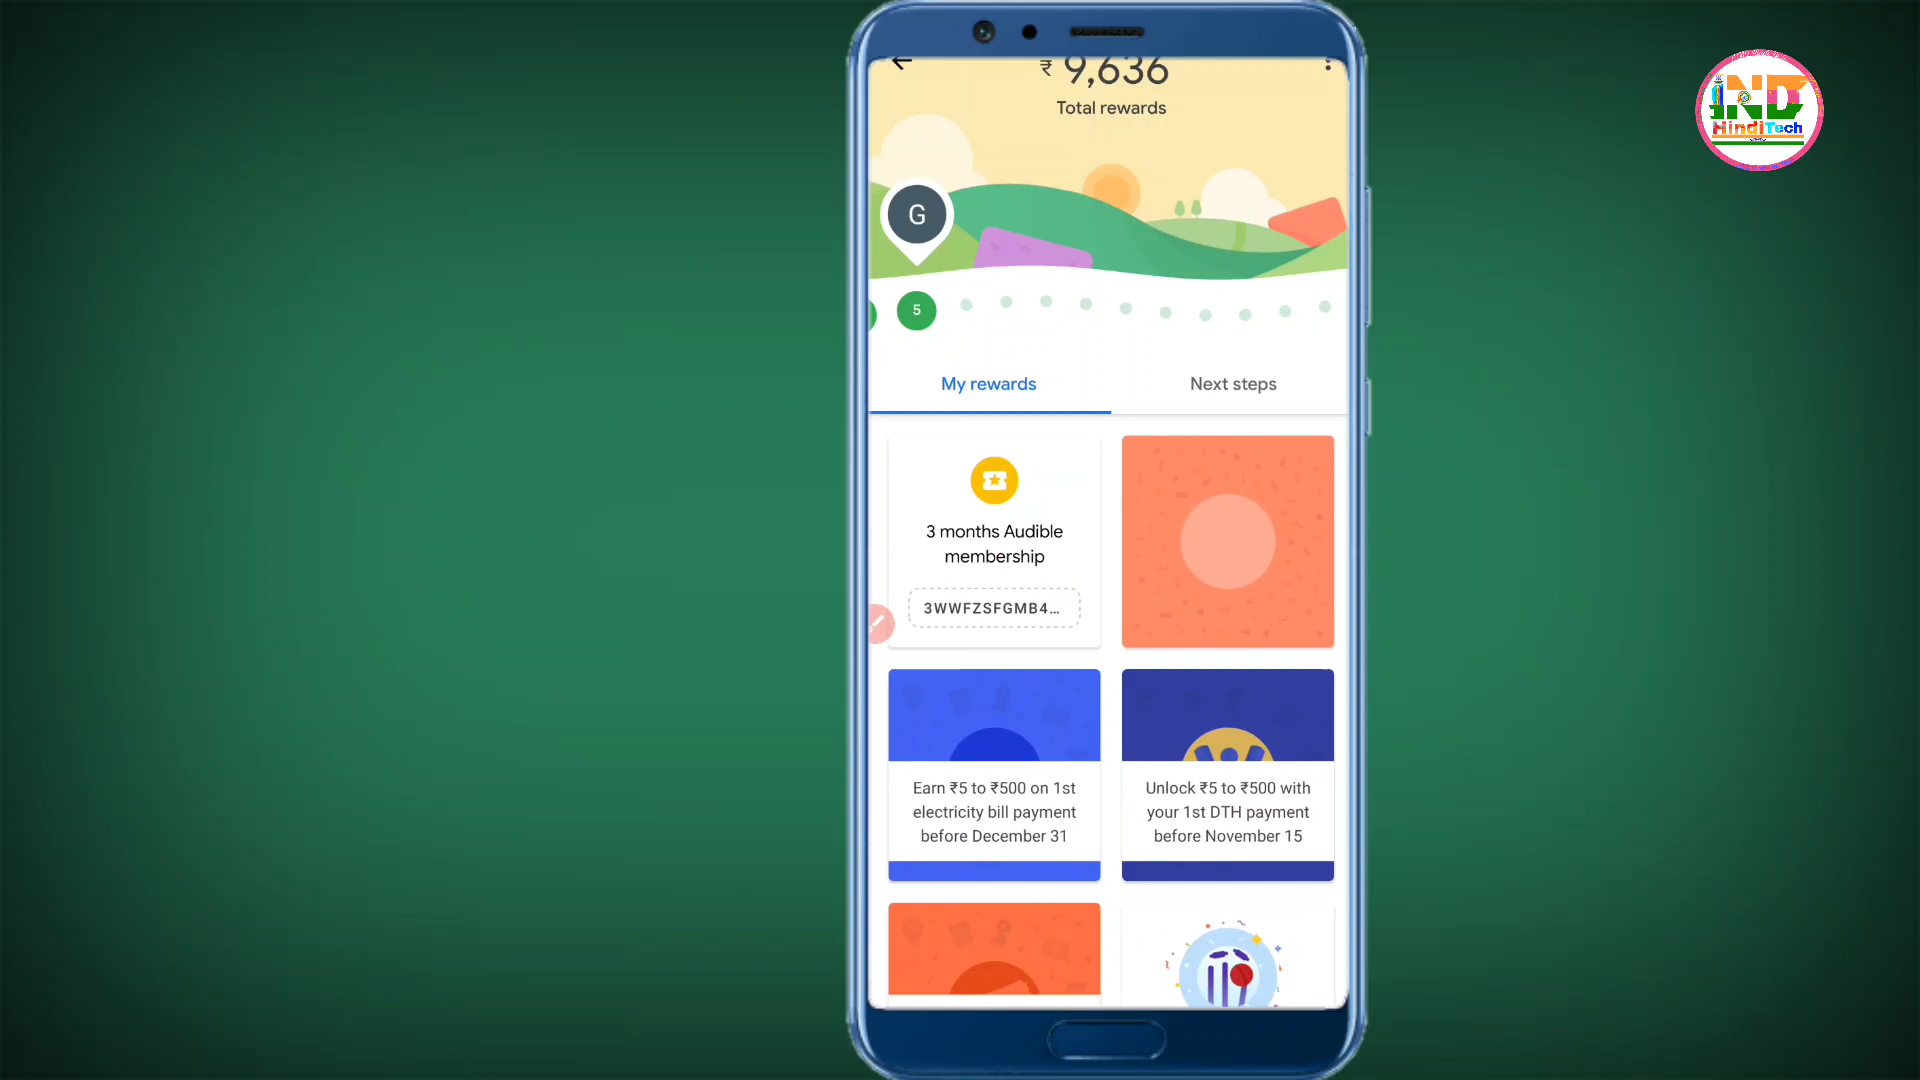 ₹ 9,636
Total rewards
IND
HindiTech
G
5
My rewards
Next steps
3 months Audible
membership
3WWFZSFGMB4...
Earn ₹5 to ₹500 on 1st
electricity bill payment
before December 31
Unlock ₹5 to ₹500 with
your 1st DTH payment
before November 15